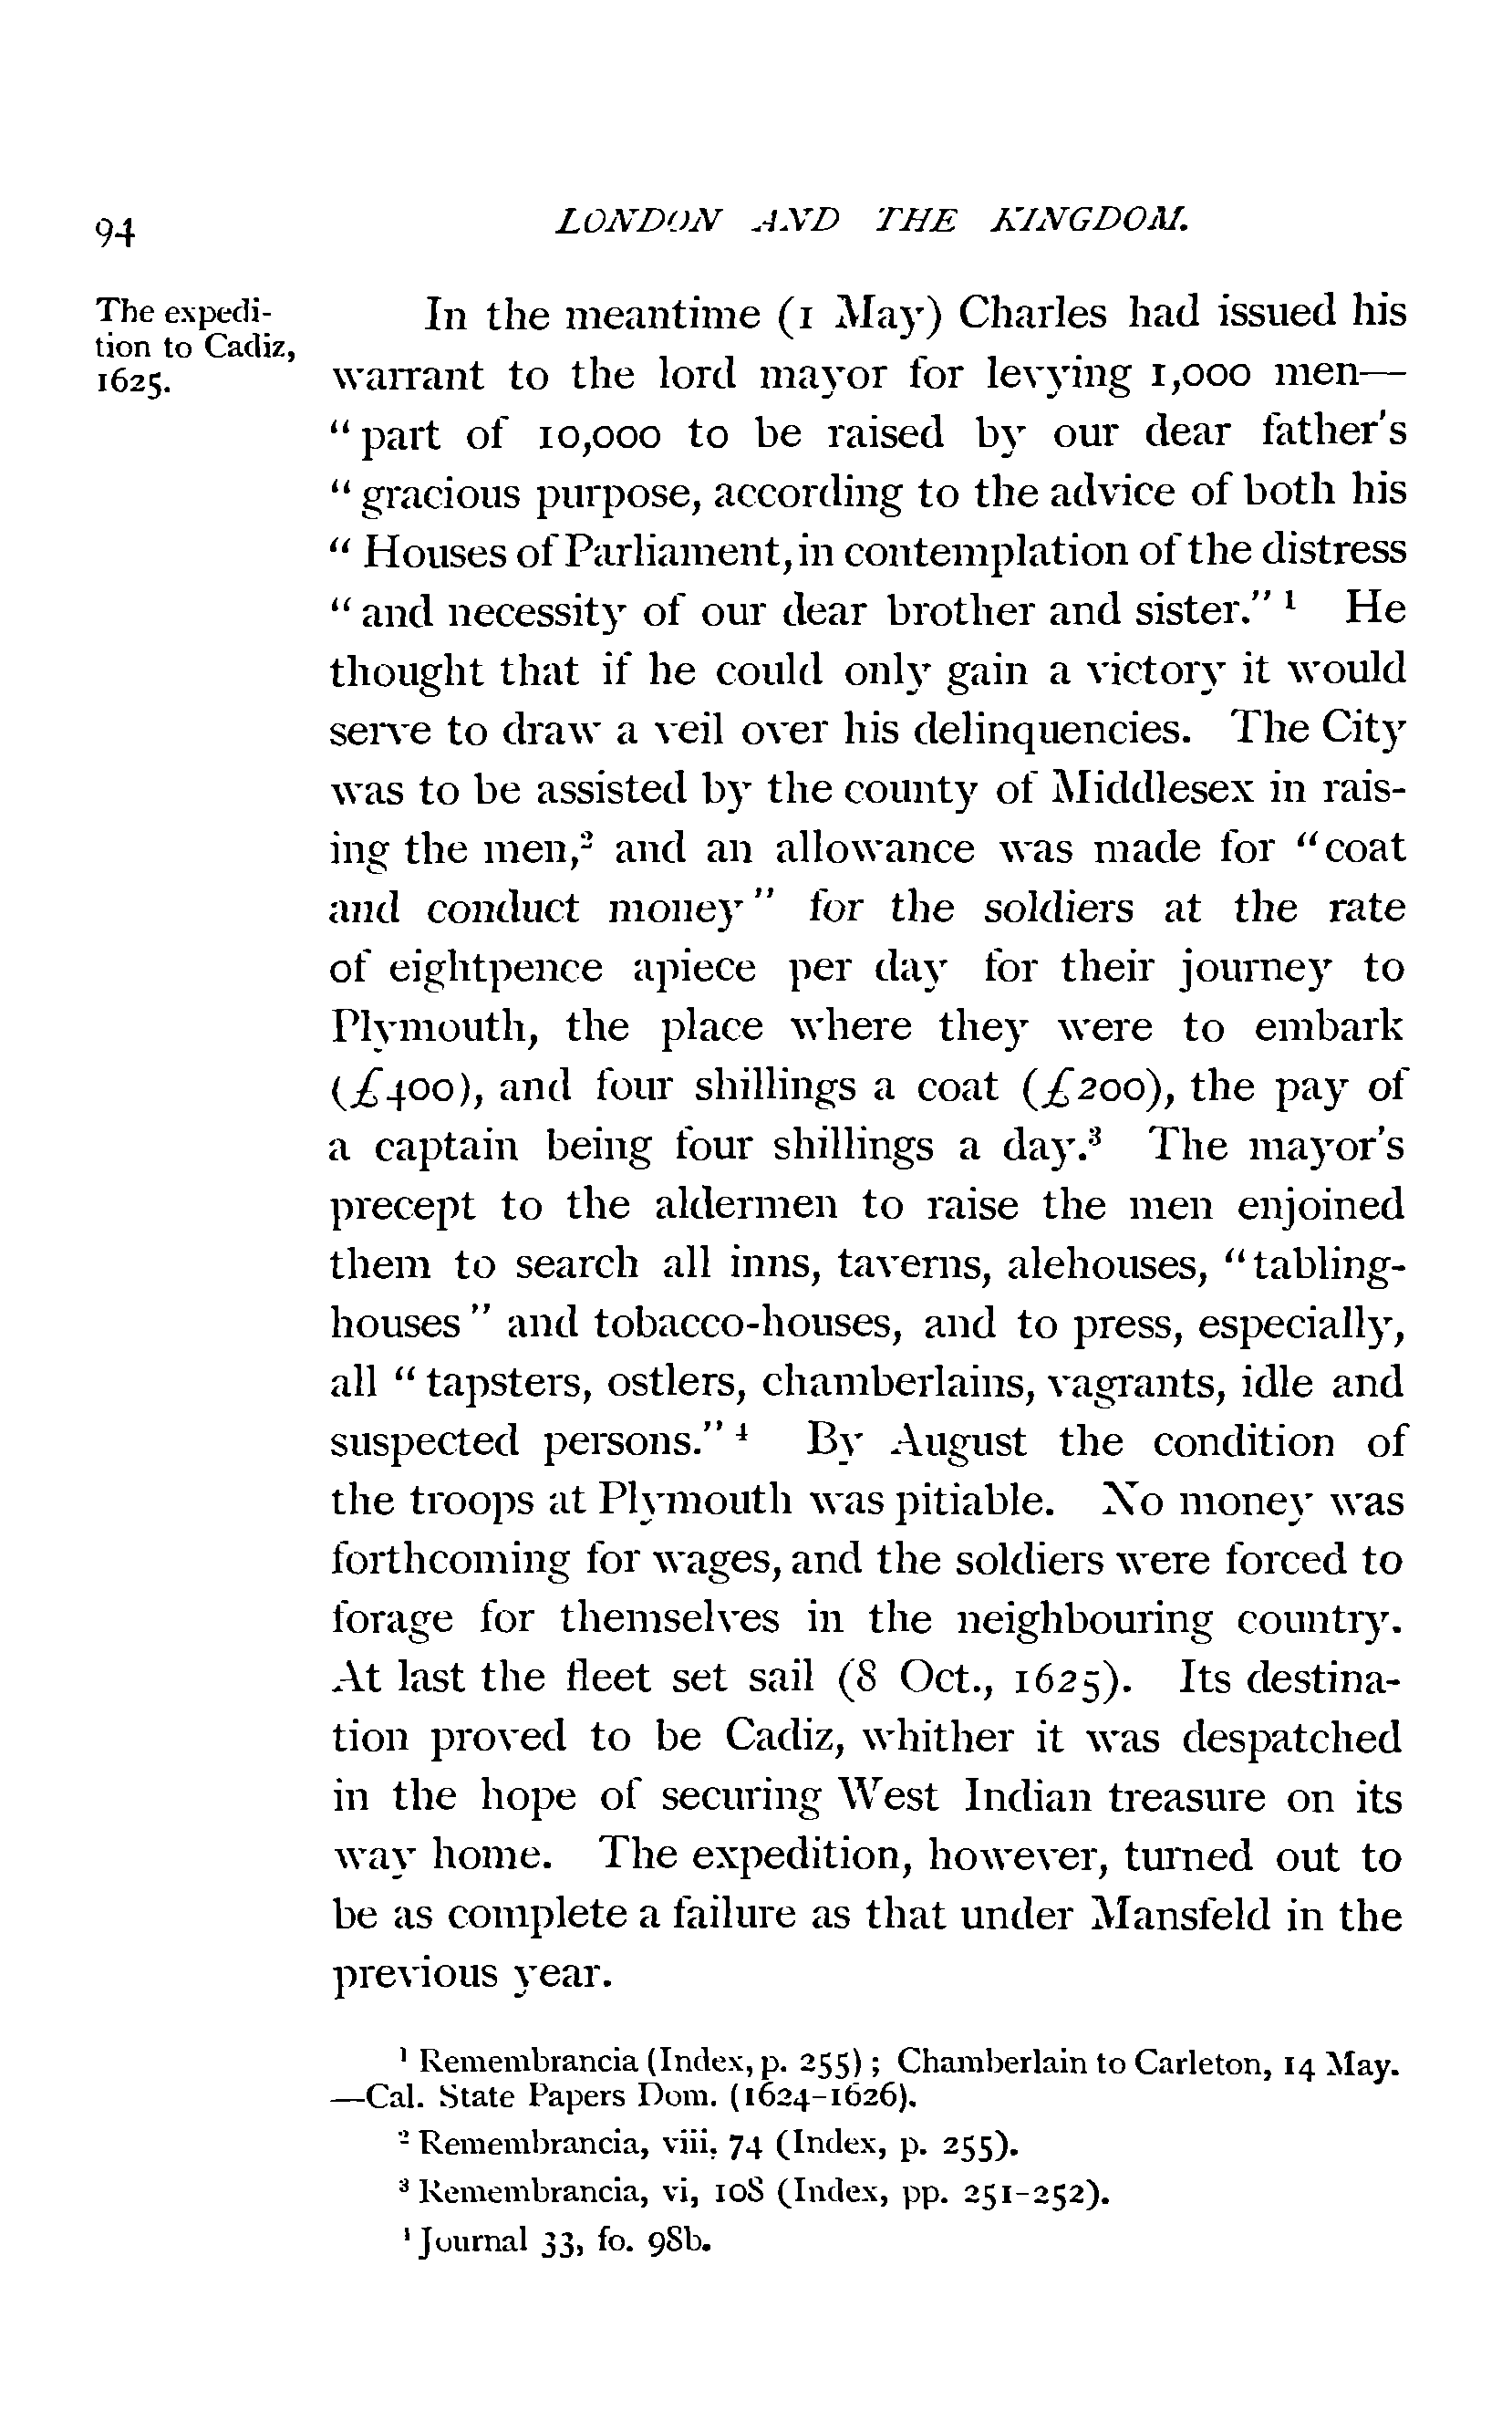 94
LONDON AND THE KINGDOM.
The expedi-
tion to Cadiz,
1625.
In the meantime (1 May) Charles had issued his
warrant to the lord mayor for levying 1,000 men—
“part of 10,000 to be raised by our dear father's
“gracious purpose, according to the advice of both his
“Houses of Parliament, in contemplation of the distress
“and necessity of our dear brother and sister.” ¹ He
thought that if he could only gain a victory it would
serve to draw a veil over his delinquencies. The City
was to be assisted by the county of Middlesex in rais-
ing the men,² and an allowance was made for “coat
and conduct money” for the soldiers at the rate
of eightpence apiece per day for their journey to
Plymouth, the place where they were to embark
(£400), and four shillings a coat (£200), the pay of
a captain being four shillings a day.³ The mayor's
precept to the aldermen to raise the men enjoined
them to search all inns, taverns, alehouses, “tabling-
houses” and tobacco-houses, and to press, especially,
all “tapsters, ostlers, chamberlains, vagrants, idle and
suspected persons.” ⁴ By August the condition of
the troops at Plymouth was pitiable. No money was
forthcoming for wages, and the soldiers were forced to
forage for themselves in the neighbouring country.
At last the fleet set sail (8 Oct., 1625). Its destina-
tion proved to be Cadiz, whither it was despatched
in the hope of securing West Indian treasure on its
way home. The expedition, however, turned out to
be as complete a failure as that under Mansfeld in the
previous year.
¹ Remembrancia (Index, p. 255); Chamberlain to Carleton, 14 May.
—Cal. State Papers Dom. (1624-1626).
² Remembrancia, viii, 74 (Index, p. 255).
³ Remembrancia, vi, 108 (Index, pp. 251-252).
⁴ Journal 33, fo. 98b.